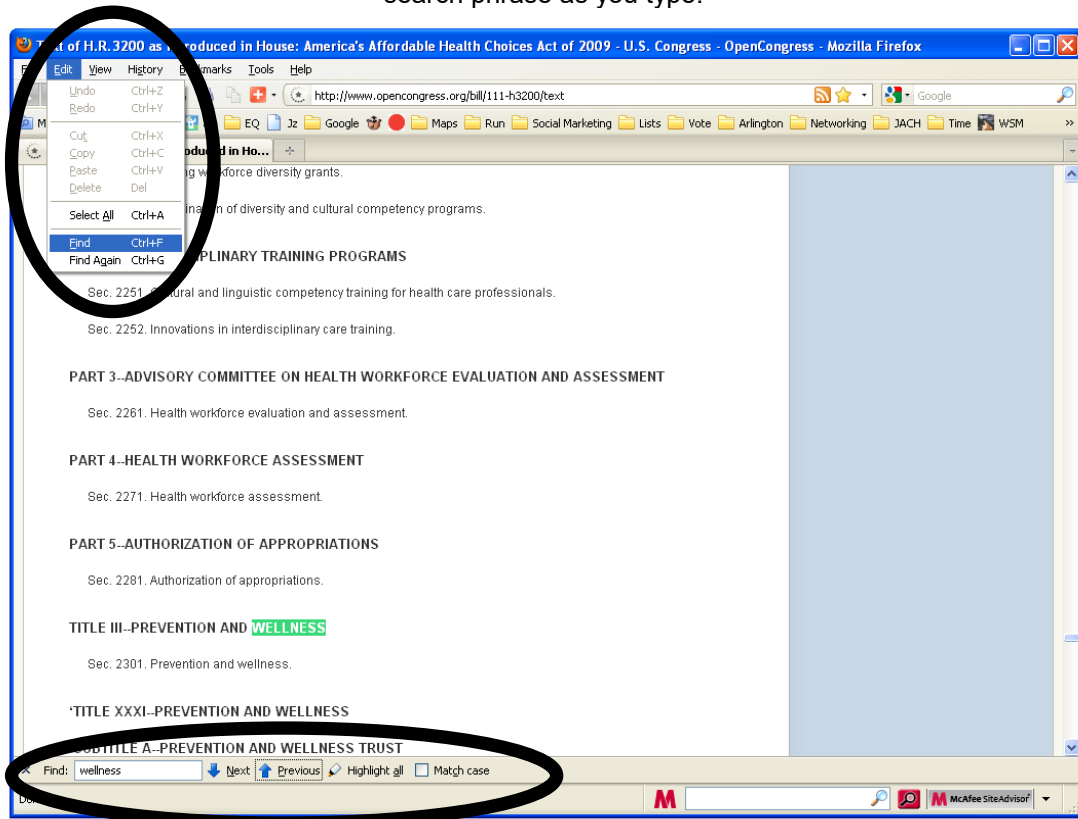 search phrase as you type.
of H.R. 3200 as roduced in House: America's Affordable Health Choices Act of 2009 - U.S. Congress - OpenCongress - Mozilla Firefox
Edit View History marks Tools Help
http://www.opencongress.org/bill/111-h3200/text Google
M EQ Jz Google Maps Run Social Marketing Lists Vote Arlington Networking JACH Time WSM »
oduced in Ho...
Undo Ctrl+Z
Redo Ctrl+Y
Cut Ctrl+X
Copy Ctrl+C
Paste Ctrl+V
Delete Del
Select All Ctrl+A
Find Ctrl+F
Find Again Ctrl+G
workforce diversity grants.
of diversity and cultural competency programs.
PLINARY TRAINING PROGRAMS
Sec. 2251. Cultural and linguistic competency training for health care professionals.
Sec. 2252. Innovations in interdisciplinary care training.
PART 3--ADVISORY COMMITTEE ON HEALTH WORKFORCE EVALUATION AND ASSESSMENT
Sec. 2261. Health workforce evaluation and assessment.
PART 4--HEALTH WORKFORCE ASSESSMENT
Sec. 2271. Health workforce assessment.
PART 5--AUTHORIZATION OF APPROPRIATIONS
Sec. 2281. Authorization of appropriations.
TITLE III--PREVENTION AND WELLNESS
Sec. 2301. Prevention and wellness.
'TITLE XXXI--PREVENTION AND WELLNESS
SUBTITLE A--PREVENTION AND WELLNESS TRUST
Find: wellness Next Previous Highlight all Match case
McAfee SiteAdvisor